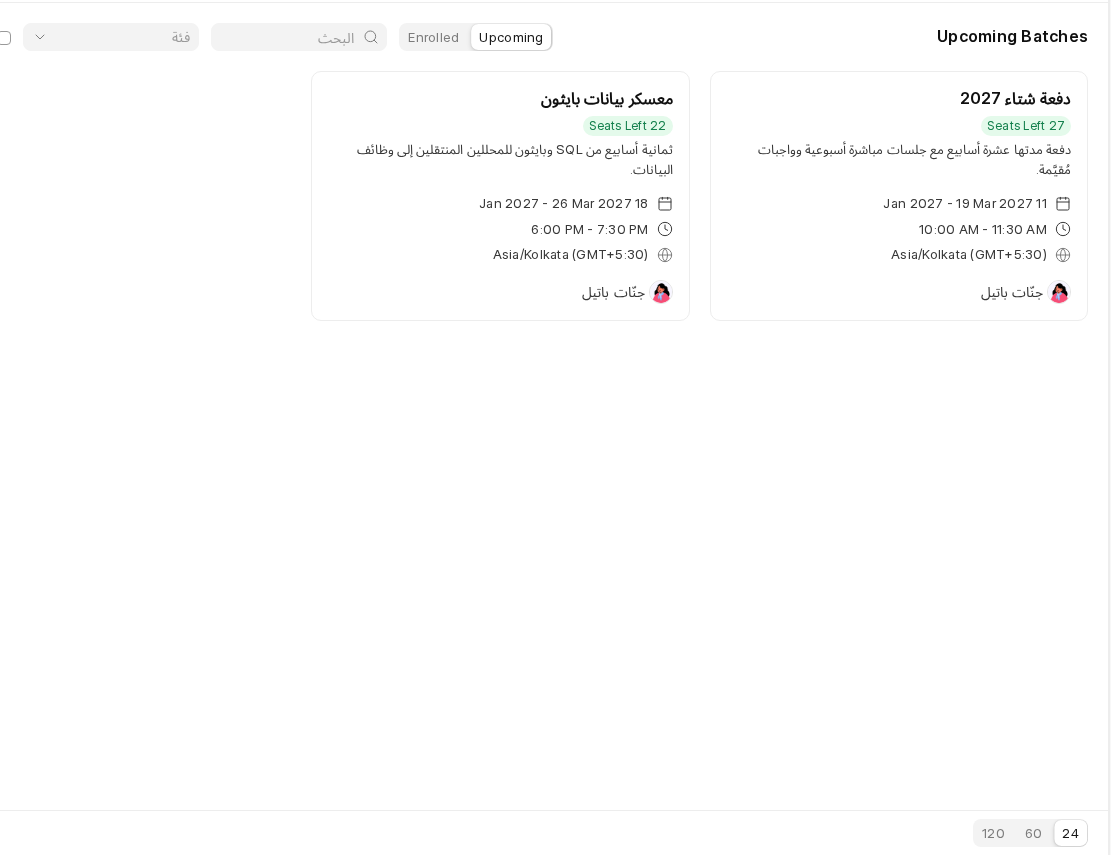 Upcoming Batches
Upcoming
Enrolled
البحث
فئة
دفعة شتاء 2027
27 Seats Left
دفعة مدتها عشرة أسابيع مع جلسات مباشرة أسبوعية وواجبات
مُقيَّمة.
11 Jan 2027 - 19 Mar 2027
10:00 AM - 11:30 AM
Asia/Kolkata (GMT+5:30)
جنّات باتيل
معسكر بيانات بايثون
22 Seats Left
ثمانية أسابيع من SQL وبايثون للمحللين المنتقلين إلى وظائف
البيانات.
18 Jan 2027 - 26 Mar 2027
6:00 PM - 7:30 PM
Asia/Kolkata (GMT+5:30)
جنّات باتيل
24
60
120